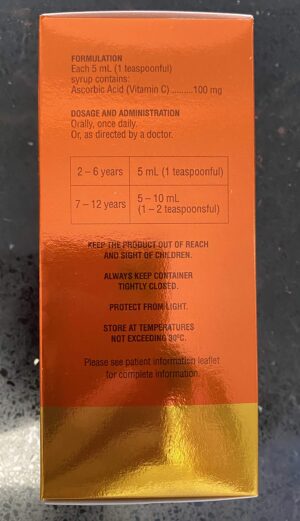 FORMULATION
Each 5 mL (1 teaspoonful)
syrup contains:
Ascorbic Acid (Vitamin C) ..........100 mg
DOSAGE AND ADMINISTRATION
Orally, once daily.
Or, as directed by a doctor.
2 – 6 years 5 mL (1 teaspoonful)
7 – 12 years 5 – 10 mL
(1 – 2 teaspoonsful)
KEEP THE PRODUCT OUT OF REACH
AND SIGHT OF CHILDREN.
ALWAYS KEEP CONTAINER
TIGHTLY CLOSED.
PROTECT FROM LIGHT.
STORE AT TEMPERATURES
NOT EXCEEDING 30ºC.
Please see patient information leaflet
for complete information.